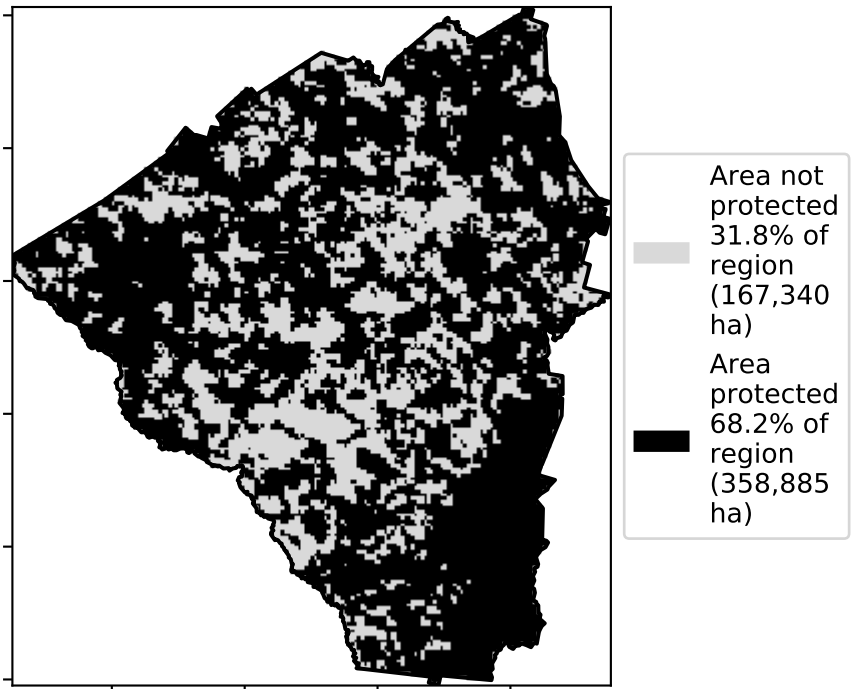 Area not
protected
31.8% of
region
(167,340
ha)
Area
protected
68.2% of
region
(358,885
ha)